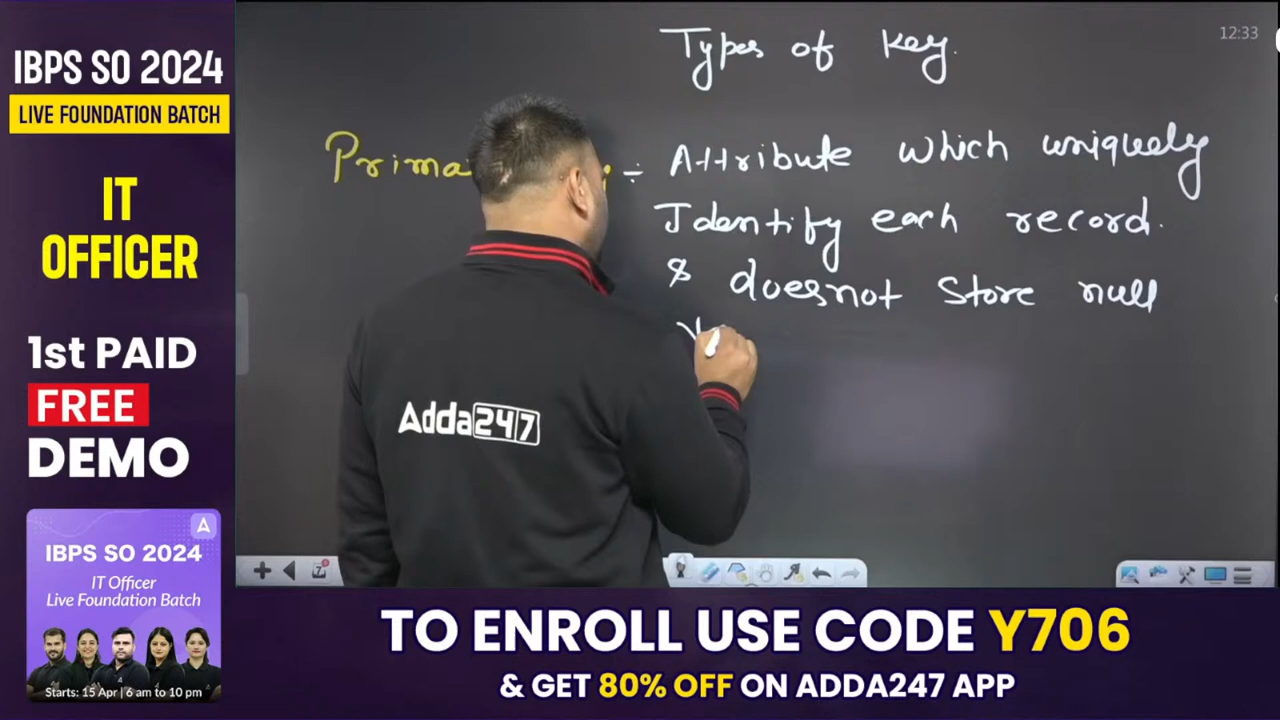 IBPS SO 2024
LIVE FOUNDATION BATCH
IT
OFFICER
1st PAID
FREE
DEMO
IBPS SO 2024
IT Officer
Live Foundation Batch
Starts: 15 Apr | 6 am to 10 pm
12:33
Types of Key.
÷ Attribute which uniquely
Identify each record.
& doesnot store null
Adda247
TO ENROLL USE CODE Y706
& GET 80% OFF ON ADDA247 APP